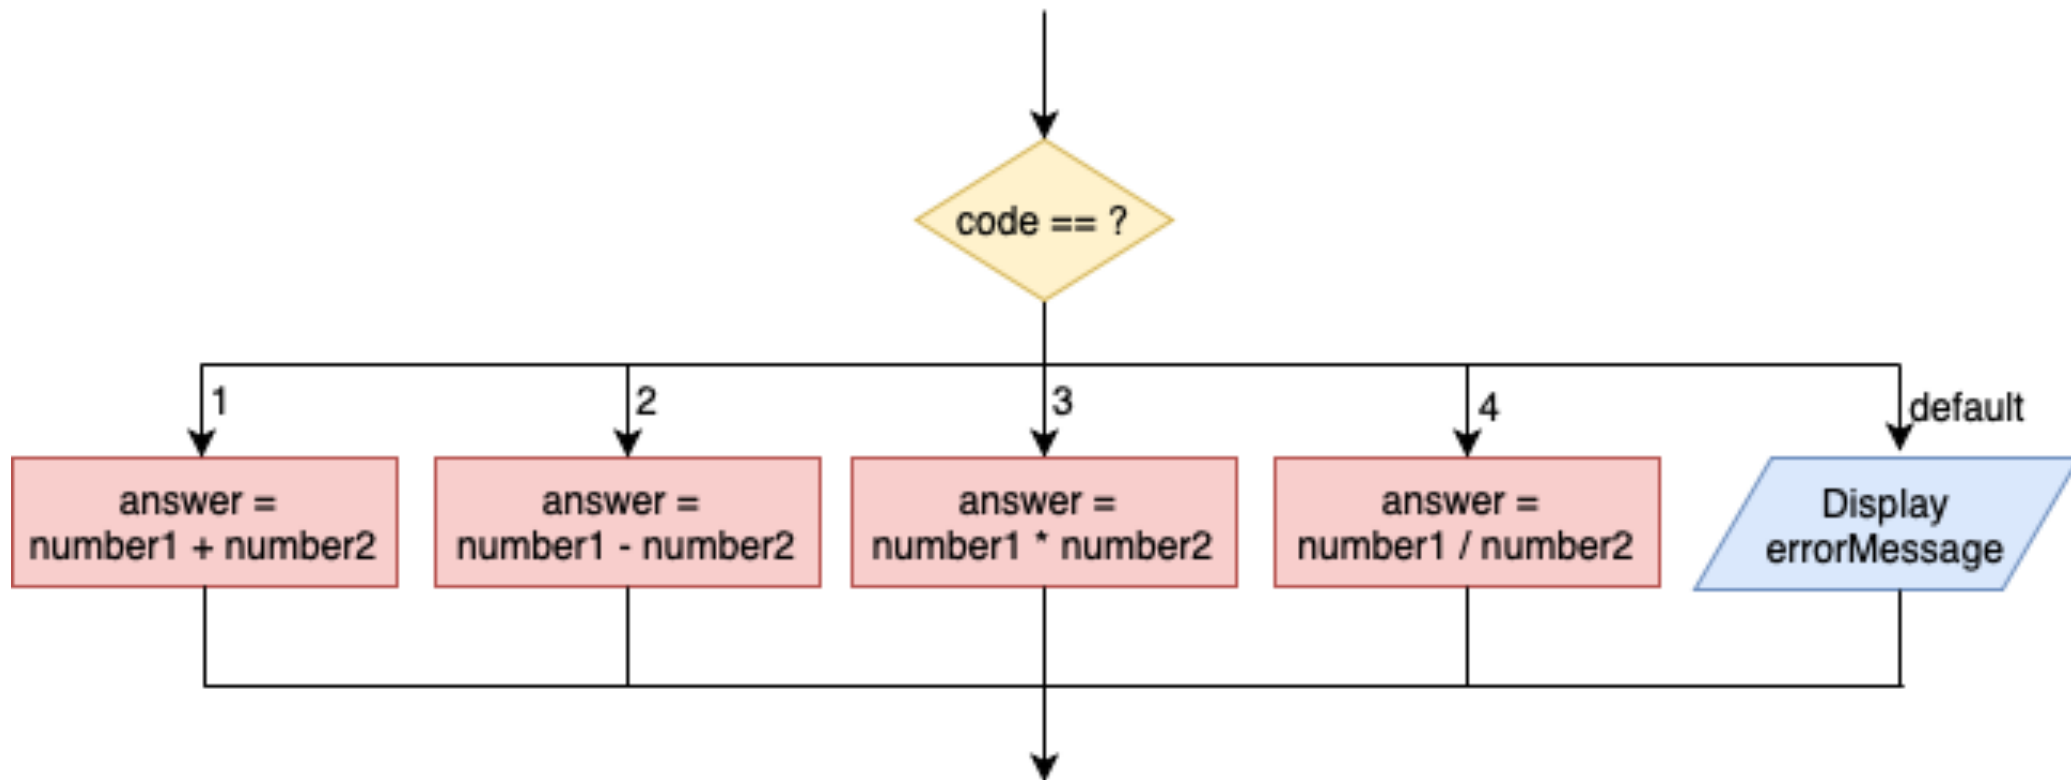 code == ?
1
2
3
4
default
answer =
number1 + number2
answer =
number1 - number2
answer =
number1 * number2
answer =
number1 / number2
Display
errorMessage